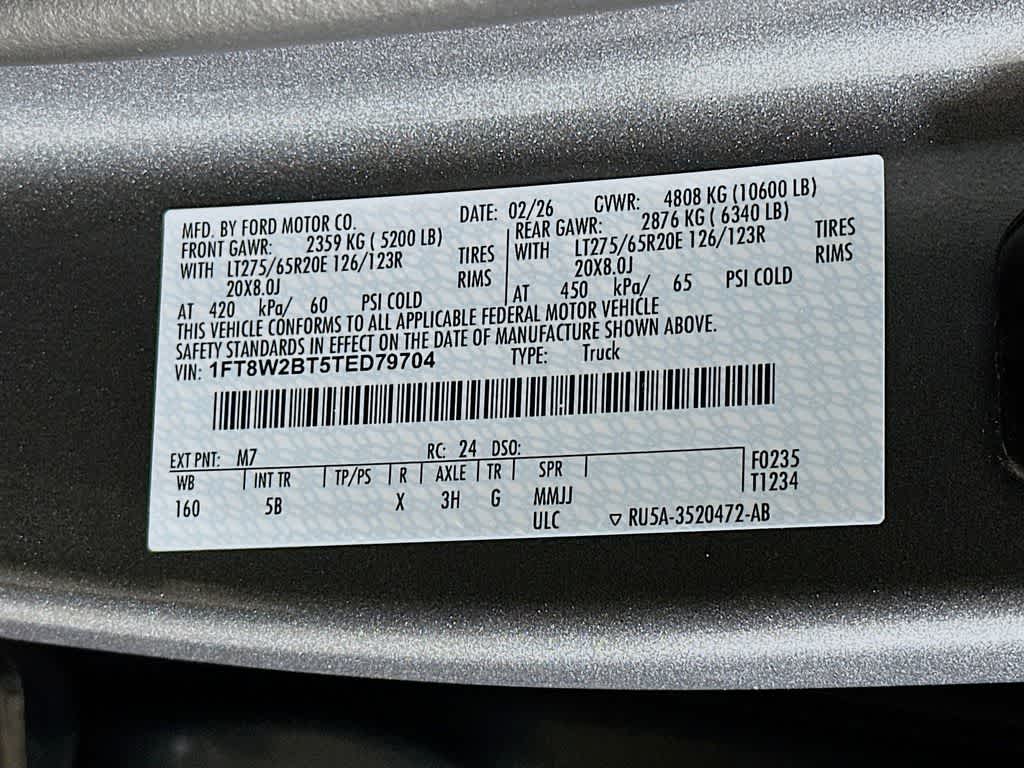 MFD. BY FORD MOTOR CO. DATE: 02/26 GVWR: 4808 KG (10600 LB)
FRONT GAWR: 2359 KG ( 5200 LB) REAR GAWR: 2876 KG ( 6340 LB)
WITH LT275/65R20E 126/123R TIRES WITH LT275/65R20E 126/123R TIRES
20X8.0J RIMS 20X8.0J RIMS
AT 420 kPa/ 60 PSI COLD AT 450 kPa/ 65 PSI COLD
THIS VEHICLE CONFORMS TO ALL APPLICABLE FEDERAL MOTOR VEHICLE
SAFETY STANDARDS IN EFFECT ON THE DATE OF MANUFACTURE SHOWN ABOVE.
VIN: 1FT8W2BT5TED79704 TYPE: Truck
EXT PNT: M7 RC: 24 DSO:
WB INT TR TP/PS R AXLE TR SPR F0235
160 5B X 3H G MMJJ T1234
ULC ▽ RU5A-3520472-AB